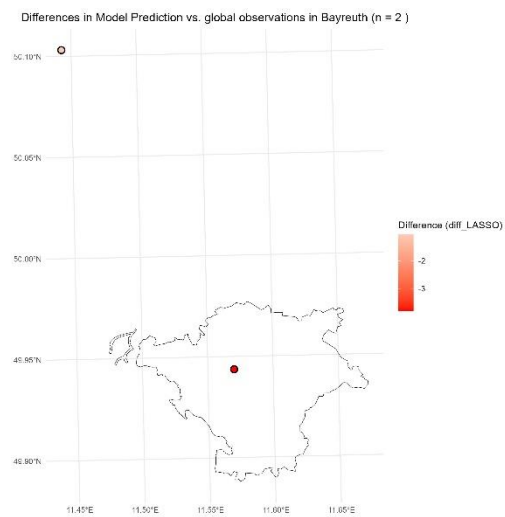 Differences in Model Prediction vs. global observations in Bayreuth (n = 2 )
50.10°N
50.05°N
50.00°N
49.95°N
49.90°N
11.45°E 11.50°E 11.55°E 11.60°E 11.65°E
Difference (diff_LASSO)
-2
-3